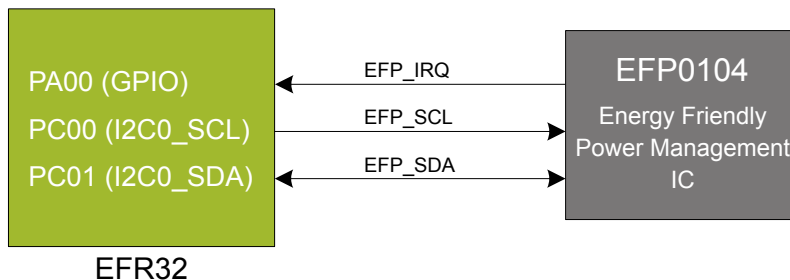 PA00 (GPIO)
PC00 (I2C0_SCL)
PC01 (I2C0_SDA)
EFR32
EFP_IRQ
EFP_SCL
EFP_SDA
EFP0104
Energy Friendly
Power Management
IC